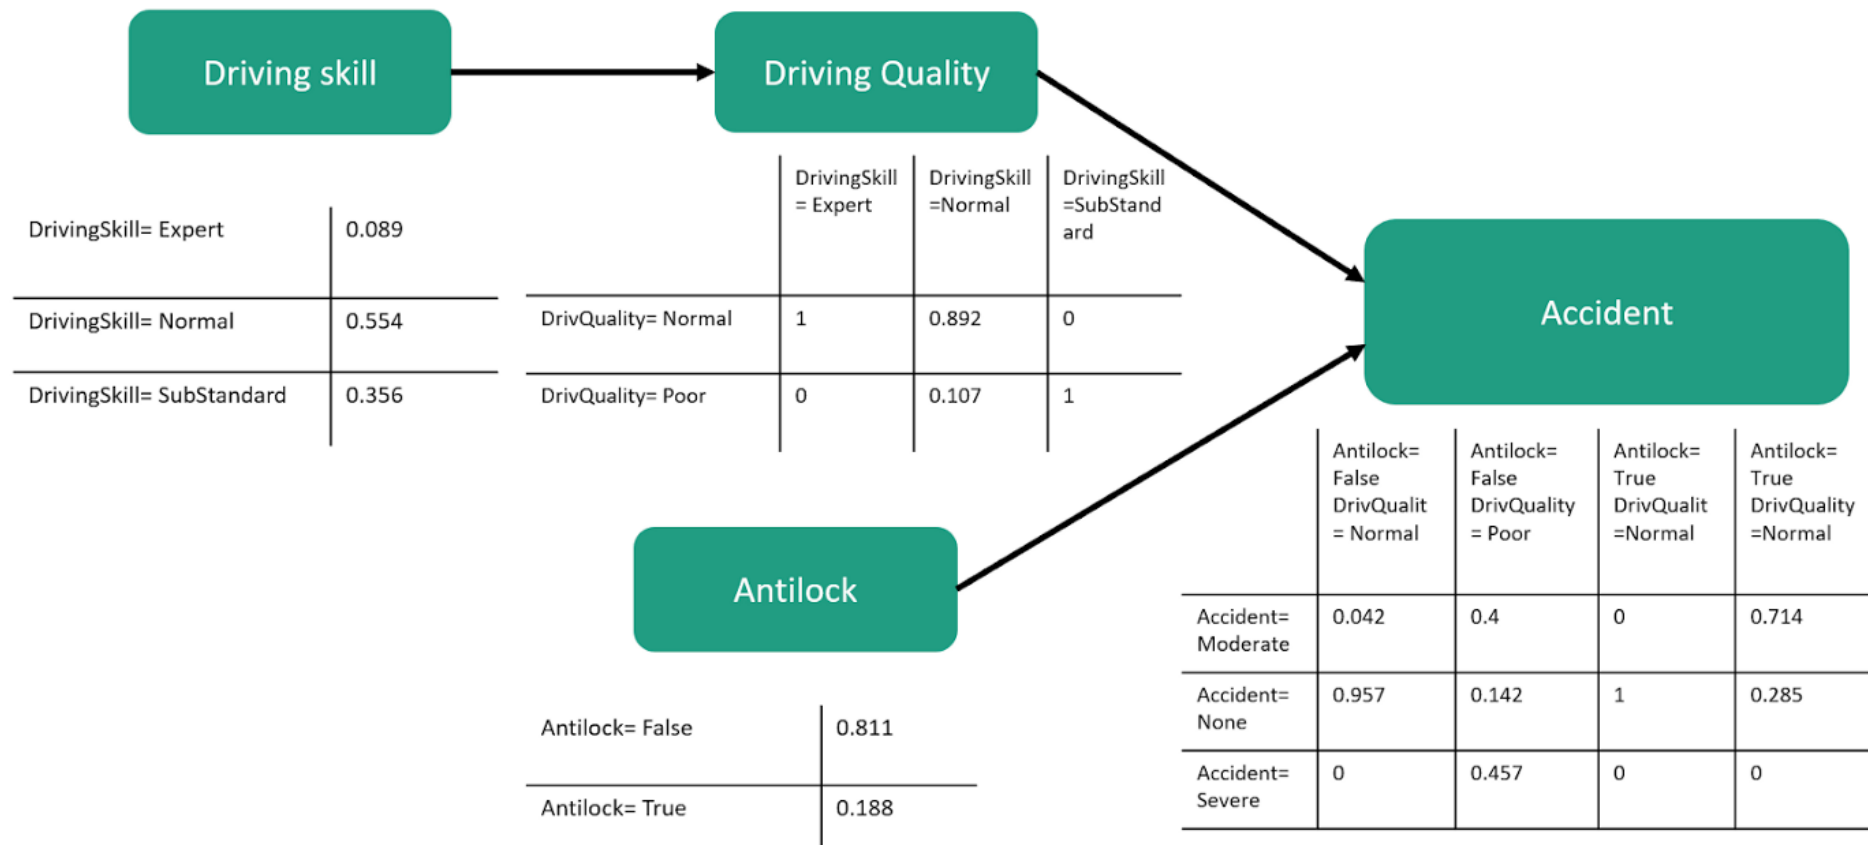 Driving skill
Driving Quality
DrivingSkill= Expert 0.089
DrivingSkill= Normal 0.554
DrivingSkill= SubStandard 0.356
DrivingSkill DrivingSkill DrivingSkill
= Expert =Normal =SubStand
ard
DrivQuality= Normal 1 0.892 0
DrivQuality= Poor 0 0.107 1
Accident
Antilock
Antilock= False 0.811
Antilock= True 0.188
Antilock= Antilock= Antilock= Antilock=
False False True True
DrivQualit DrivQuality DrivQualit DrivQuality
= Normal = Poor =Normal =Normal
Accident= 0.042 0.4 0 0.714
Moderate
Accident= 0.957 0.142 1 0.285
None
Accident= 0 0.457 0 0
Severe